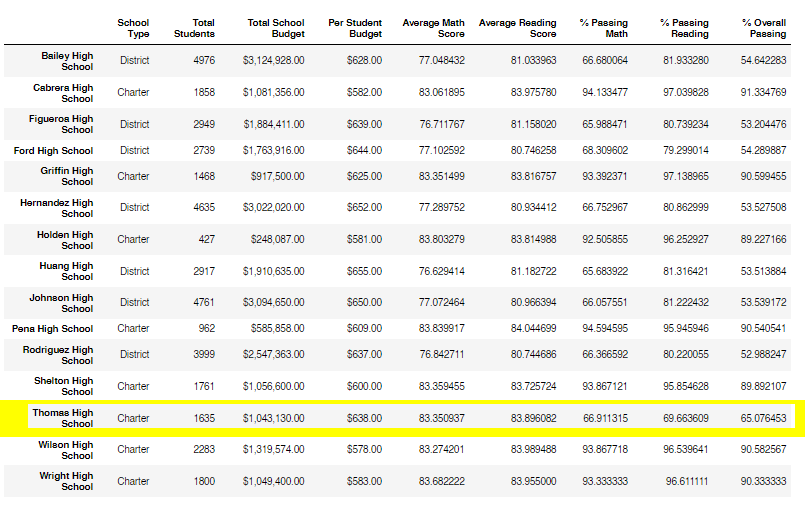 School Type Total Students Total School Budget Per Student Budget Average Math Score Average Reading Score % Passing Math % Passing Reading % Overall Passing
Bailey High School District 4976 $3,124,928.00 $628.00 77.048432 81.033963 66.680064 81.933280 54.642283
Cabrera High School Charter 1858 $1,081,356.00 $582.00 83.061895 83.975780 94.133477 97.039828 91.334769
Figueroa High School District 2949 $1,884,411.00 $639.00 76.711767 81.158020 65.988471 80.739234 53.204476
Ford High School District 2739 $1,763,916.00 $644.00 77.102592 80.746258 68.309602 79.299014 54.289887
Griffin High School Charter 1468 $917,500.00 $625.00 83.351499 83.816757 93.392371 97.138965 90.599455
Hernandez High School District 4635 $3,022,020.00 $652.00 77.289752 80.934412 66.752967 80.862999 53.527508
Holden High School Charter 427 $248,087.00 $581.00 83.803279 83.814988 92.505855 96.252927 89.227166
Huang High School District 2917 $1,910,635.00 $655.00 76.629414 81.182722 65.683922 81.316421 53.513884
Johnson High School District 4761 $3,094,650.00 $650.00 77.072464 80.966394 66.057551 81.222432 53.539172
Pena High School Charter 962 $585,858.00 $609.00 83.839917 84.044699 94.594595 95.945946 90.540541
Rodriguez High School District 3999 $2,547,363.00 $637.00 76.842711 80.744686 66.366592 80.220055 52.988247
Shelton High School Charter 1761 $1,056,600.00 $600.00 83.359455 83.725724 93.867121 95.854628 89.892107
Thomas High School Charter 1635 $1,043,130.00 $638.00 83.350937 83.896082 66.911315 69.663609 65.076453
Wilson High School Charter 2283 $1,319,574.00 $578.00 83.274201 83.989488 93.867718 96.539641 90.582567
Wright High School Charter 1800 $1,049,400.00 $583.00 83.682222 83.955000 93.333333 96.611111 90.333333